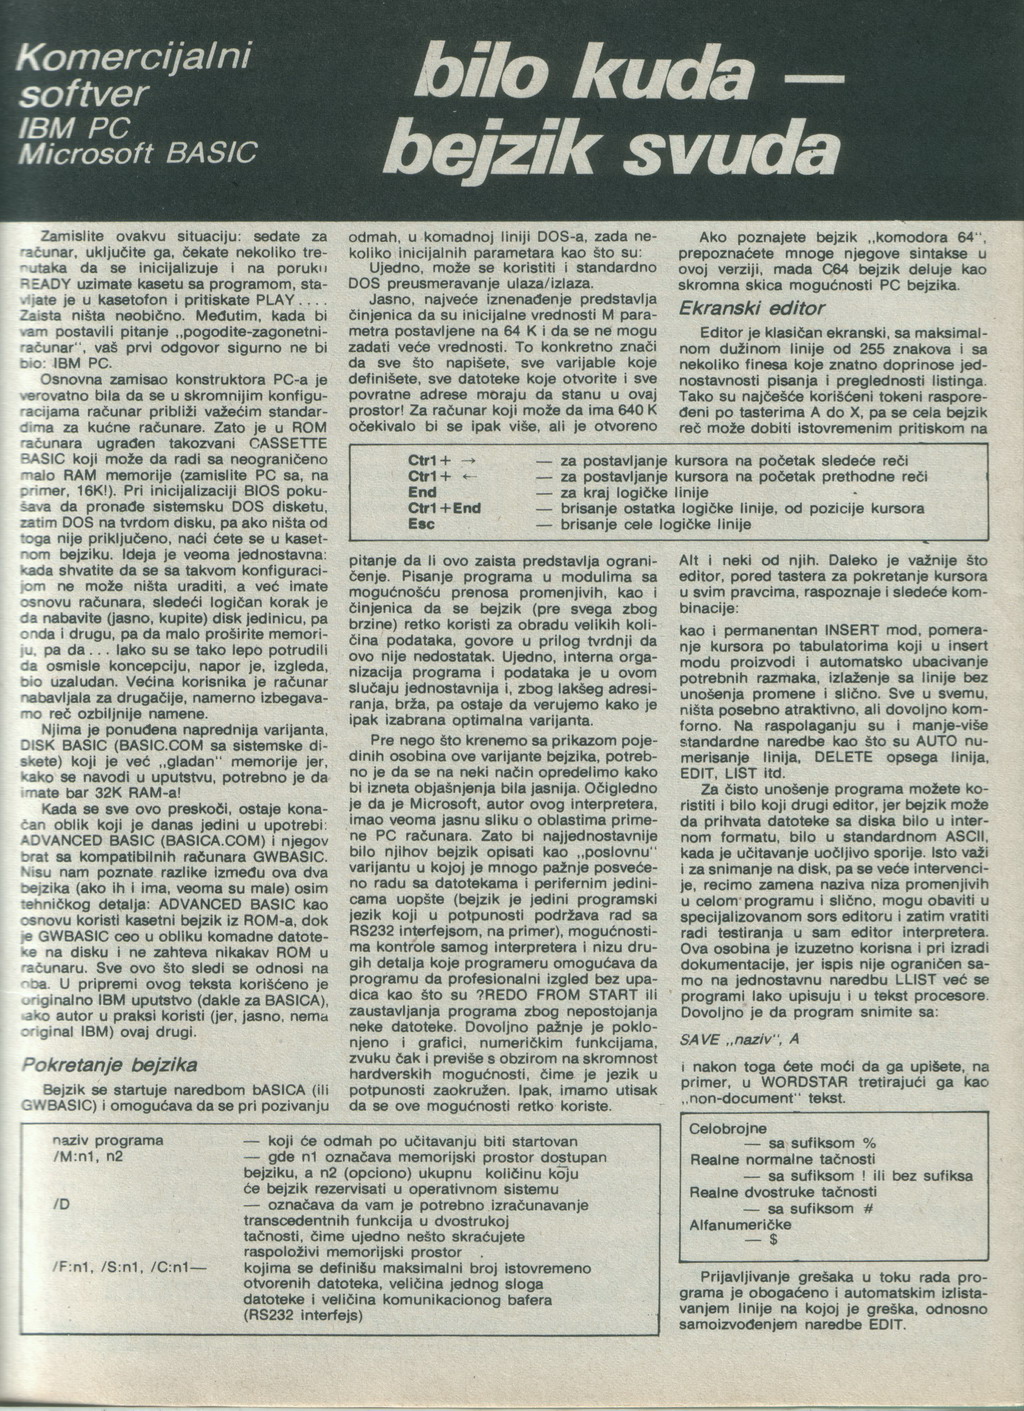 Komercijalni
softver
IBM PC
Microsoft BASIC
bilo kuda —
bejzik svuda
Zamislite ovakvu situaciju: sedate za
računar, uključite ga, čekate nekoliko tre-
nutaka da se inicijalizuje i na poruku
READY uzimate kasetu sa programom, sta-
vljate je u kasetofon i pritiskate PLAY....
Zaista ništa neobično. Međutim, kada bi
vam postavili pitanje „pogodite-zagonetni-
računar", vaš prvi odgovor sigurno ne bi
bio: IBM PC.
Osnovna zamisao konstruktora PC-a je
verovatno bila da se u skromnijim konfigu-
racijama računar približi važećim standar-
dima za kućne računare. Zato je u ROM
računara ugrađen takozvani CASSETTE
BASIC koji može da radi sa neograničeno
malo RAM memorije (zamislite PC sa, na
primer, 16K!). Pri inicijalizaciji BIOS poku-
šava da pronađe sistemsku DOS disketu,
zatim DOS na tvrdom disku, pa ako ništa od
toga nije priključeno, naći ćete se u kaset-
nom bejziku. Ideja je veoma jednostavna:
kada shvatite da se sa takvom konfiguraci-
jom ne može ništa uraditi, a već imate
osnovu računara, sledeći logičan korak je
da nabavite (jasno, kupite) disk jedinicu, pa
onda i drugu, pa da malo proširite memori-
ju, pa da... Iako su se tako lepo potrudili
da osmisle koncepciju, napor je, izgleda,
bio uzaludan. Većina korisnika je računar
nabavljala za drugačije, namerno izbegava-
mo reč ozbiljnije namene.
Njima je ponuđena naprednija varijanta,
DISK BASIC (BASIC.COM sa sistemske di-
skete) koji je već „gladan" memorije jer,
kako se navodi u uputstvu, potrebno je da
imate bar 32K RAM-a!
Kada se sve ovo preskoči, ostaje kona-
čan oblik koji je danas jedini u upotrebi:
ADVANCED BASIC (BASICA.COM) i njegov
brat sa kompatibilnih računara GWBASIC.
Nisu nam poznate razlike između ova dva
bejzika (ako ih i ima, veoma su male) osim
tehničkog detalja: ADVANCED BASIC kao
osnovu koristi kasetni bejzik iz ROM-a, dok
je GWBASIC ceo u obliku komadne datote-
ke na disku i ne zahteva nikakav ROM u
računaru. Sve ovo što sledi se odnosi na
oba. U pripremi ovog teksta korišćeno je
originalno IBM uputstvo (dakle za BASICA),
iako autor u praksi koristi (jer, jasno, nema
original IBM) ovaj drugi.
Pokretanje bejzika
Bejzik se startuje naredbom bASICA (ili
GWBASIC) i omogućava da se pri pozivanju
odmah, u komadnoj liniji DOS-a, zada ne-
koliko inicijalnih parametara kao što su:
Ujedno, može se koristiti i standardno
DOS preusmeravanje ulaza/izlaza.
Jasno, najveće iznenađenje predstavlja
činjenica da su inicijalne vrednosti M para-
metra postavljene na 64 K i da se ne mogu
zadati veće vrednosti. To konkretno znači
da sve što napišete, sve varijable koje
definišete, sve datoteke koje otvorite i sve
povratne adrese moraju da stanu u ovaj
prostor! Za računar koji može da ima 640 K
očekivalo bi se ipak više, ali je otvoreno
Ako poznajete bejzik „komodora 64",
prepoznaćete mnoge njegove sintakse u
ovoj verziji, mada C64 bejzik deluje kao
skromna skica mogućnosti PC bejzika.
Ekranski editor
Editor je klasičan ekranski, sa maksimal-
nom dužinom linije od 255 znakova i sa
nekoliko finesa koje znatno doprinose jed-
nostavnosti pisanja i preglednosti listinga.
Tako su najčešće korišćeni tokeni raspore-
đeni po tasterima A do X, pa se cela bejzik
reč može dobiti istovremenim pritiskom na
Ctrl+ → — za postavljanje kursora na početak sledeće reči
Ctrl+ ← — za postavljanje kursora na početak prethodne reči
End — za kraj logičke linije
Ctrl+End — brisanje ostatka logičke linije, od pozicije kursora
Esc — brisanje cele logičke linije
pitanje da li ovo zaista predstavlja ograni-
čenje. Pisanje programa u modulima sa
mogućnošću prenosa promenjivih, kao i
činjenica da se bejzik (pre svega zbog
brzine) retko koristi za obradu velikih koli-
čina podataka, govore u prilog tvrdnji da
ovo nije nedostatak. Ujedno, interna orga-
nizacija programa i podataka je u ovom
slučaju jednostavnija i, zbog lakšeg adresi-
ranja, brža, pa ostaje da verujemo kako je
ipak izabrana optimalna varijanta.
Pre nego što krenemo sa prikazom poje-
dinih osobina ove varijante bejzika, potreb-
no je da se na neki način opredelimo kako
bi izneta objašnjenja bila jasnija. Očigledno
je da je Microsoft, autor ovog interpretera,
imao veoma jasnu sliku o oblastima prime-
ne PC računara. Zato bi najjednostavnije
bilo njihov bejzik opisati kao „poslovnu"
varijantu u kojoj je mnogo pažnje posveće-
no radu sa datotekama i perifernim jedini-
cama uopšte (bejzik je jedini programski
jezik koji u potpunosti podržava rad sa
RS232 interfejsom, na primer), mogućnosti-
ma kontrole samog interpretera i nizu dru-
gih detalja koje programeru omogućava da
programu da profesionalni izgled bez upa-
dica kao što su ?REDO FROM START ili
zaustavljanja programa zbog nepostojanja
neke datoteke. Dovoljno pažnje je poklo-
njeno i grafici, numeričkim funkcijama,
zvuku čak i previše s obzirom na skromnost
hardverskih mogućnosti, čime je jezik u
potpunosti zaokružen. Ipak, imamo utisak
da se ove mogućnosti retko koriste.
Alt i neki od njih. Daleko je važnije što
editor, pored tastera za pokretanje kursora
u svim pravcima, raspoznaje i sledeće kom-
binacije:
kao i permanentan INSERT mod, pomera-
nje kursora po tabulatorima koji u insert
modu proizvodi i automatsko ubacivanje
potrebnih razmaka, izlaženje sa linije bez
unošenja promene i slično. Sve u svemu,
ništa posebno atraktivno, ali dovoljno kom-
forno. Na raspolaganju su i manje-više
standardne naredbe kao što su AUTO nu-
merisanje linija, DELETE opsega linija,
EDIT, LIST itd.
Za čisto unošenje programa možete ko-
ristiti i bilo koji drugi editor, jer bejzik može
da prihvata datoteke sa diska bilo u inter-
nom formatu, bilo u standardnom ASCII,
kada je učitavanje uočljivo sporije. Isto važi
i za snimanje na disk, pa se veće intervenci-
je, recimo zamena naziva niza promenjivih
u celom programu i slično, mogu obaviti u
specijalizovanom sors editoru i zatim vratiti
radi testiranja u sam editor interpretera.
Ova osobina je izuzetno korisna i pri izradi
dokumentacije, jer ispis nije ograničen sa-
mo na jednostavnu naredbu LLIST već se
programi lako upisuju i u tekst procesore.
Dovoljno je da program snimite sa:
SAVE „naziv", A
i nakon toga ćete moći da ga upišete, na
primer, u WORDSTAR tretirajući ga kao
„non-document" tekst.
naziv programa — koji će odmah po učitavanju biti startovan
/M:n1, n2 — gde n1 označava memorijski prostor dostupan
bejziku, a n2 (opciono) ukupnu količinu koju
će bejzik rezervisati u operativnom sistemu
/D — označava da vam je potrebno izračunavanje
transcedentnih funkcija u dvostrukoj
tačnosti, čime ujedno nešto skraćujete
raspoloživi memorijski prostor .
/F:n1, /S:n1, /C:n1— kojima se definišu maksimalni broj istovremeno
otvorenih datoteka, veličina jednog sloga
datoteke i veličina komunikacionog bafera
(RS232 interfejs)
Celobrojne
— sa sufiksom %
Realne normalne tačnosti
— sa sufiksom ! ili bez sufiksa
Realne dvostruke tačnosti
— sa sufiksom #
Alfanumeričke
— $
Prijavljivanje grešaka u toku rada pro-
grama je obogaćeno i automatskim izlista-
vanjem linije na kojoj je greška, odnosno
samoizvođenjem naredbe EDIT.